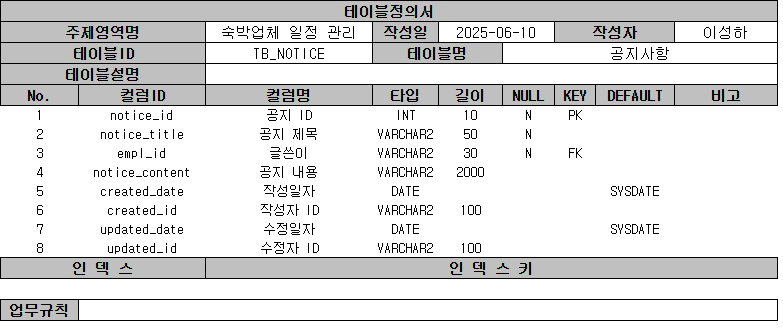 테이블정의서
주제영역명 숙박업체 일정 관리 작성일 2025-06-10 작성자 이성하
테이블ID TB_NOTICE 테이블명 공지사항
테이블설명
No. 컬럼ID 컬럼명 타입 길이 NULL KEY DEFAULT 비고
1 notice_id 공지 ID INT 10 N PK
2 notice_title 공지 제목 VARCHAR2 50 N
3 empl_id 글쓴이 VARCHAR2 30 N FK
4 notice_content 공지 내용 VARCHAR2 2000
5 created_date 작성일자 DATE SYSDATE
6 created_id 작성자 ID VARCHAR2 100
7 updated_date 수정일자 DATE SYSDATE
8 updated_id 수정자 ID VARCHAR2 100
인 덱 스 인 덱 스 키
업무규칙